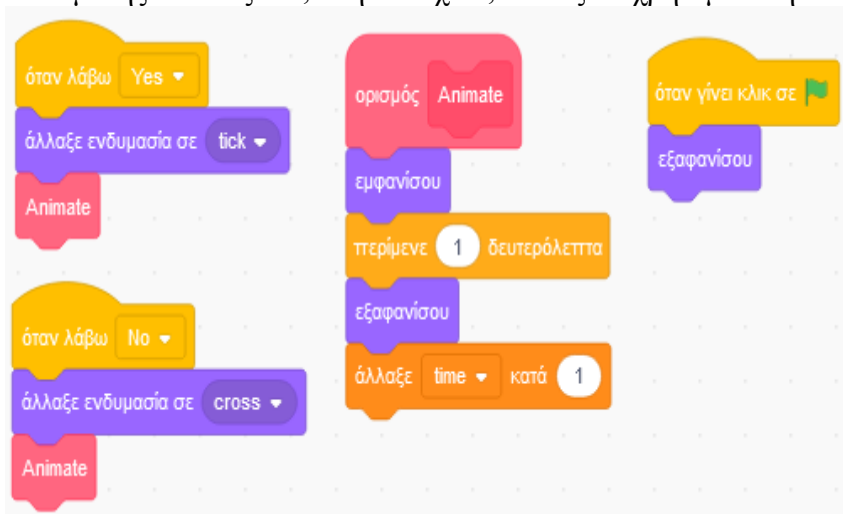 όταν λάβω Yes
άλλαξε ενδυμασία σε tick
Animate
όταν λάβω No
άλλαξε ενδυμασία σε cross
Animate
ορισμός Animate
εμφανίσου
περίμενε 1 δευτερόλεπτα
εξαφανίσου
άλλαξε time κατά 1
όταν γίνει κλικ σε
εξαφανίσου